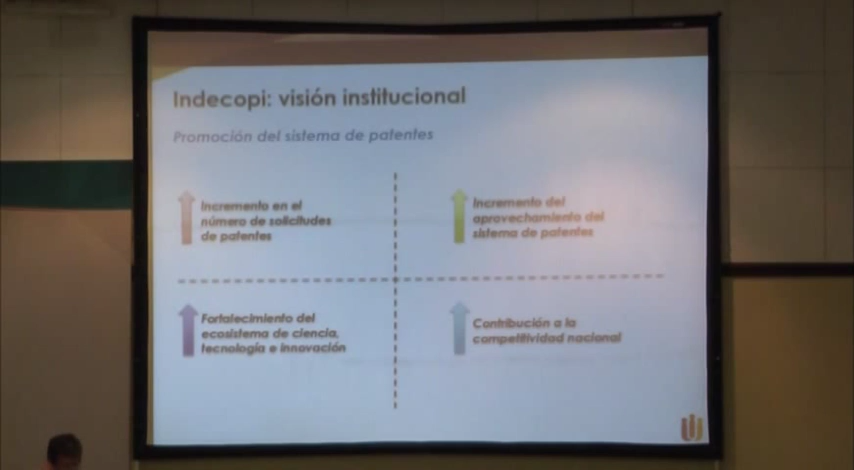 Indecopi: visión institucional
Promoción del sistema de patentes
Incremento en el
número de solicitudes
de patentes
Incremento del
aprovechamiento del
sistema de patentes
Fortalecimiento del
ecosistema de ciencia,
tecnología e innovación
Contribución a la
competitividad nacional